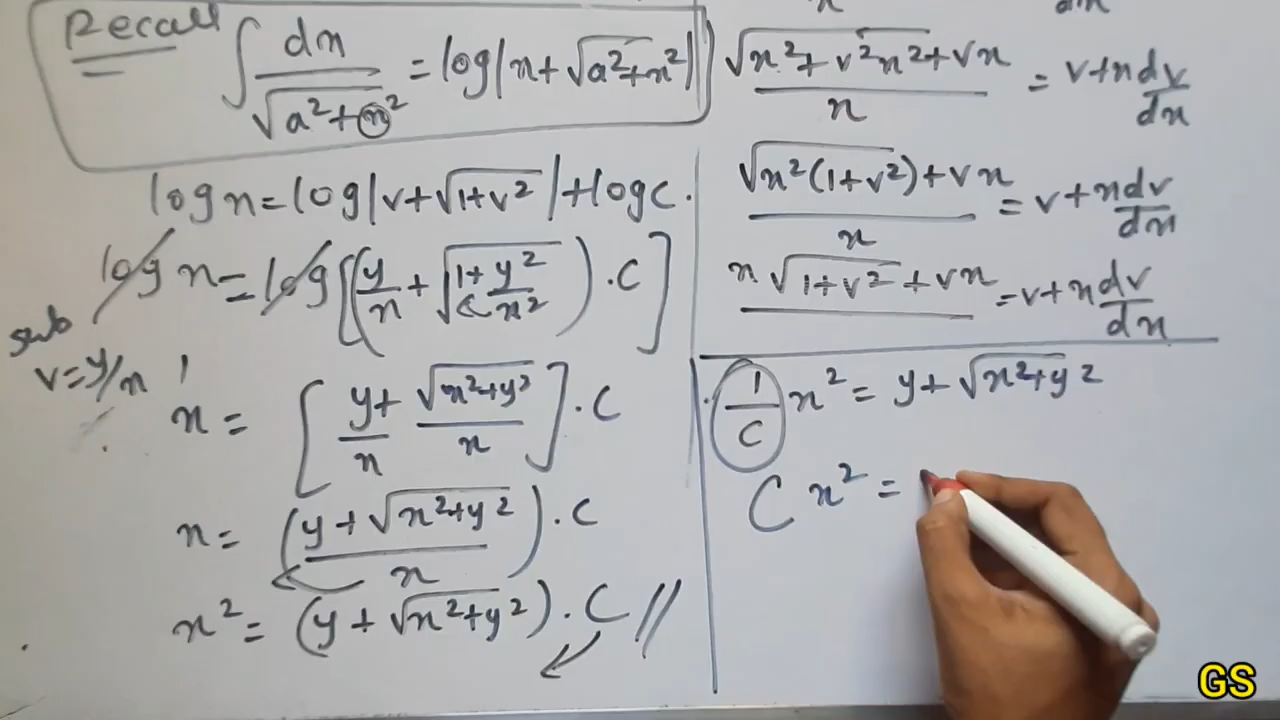 Recall ∫ dx / √(a²+x²) = log|x+√(a²+x²)|
log x = log|v+√(1+v²)|+log c.
log x = log[(y/x + √(1+y²/x²)).C]
sub
v=y/x
x = [y/x + √(x²+y²)/x].C
x = ((y+√(x²+y²))/x).C
x² = (y+√(x²+y²)).C //
(√(x²+v²x²)+vx)/x = v+x dv/dx
(√(x²(1+v²))+vx)/x = v+x dv/dx
x√(1+v²)+vx = v+x dv/dx
1/C x² = y+√(x²+y²)
C x² =
GS